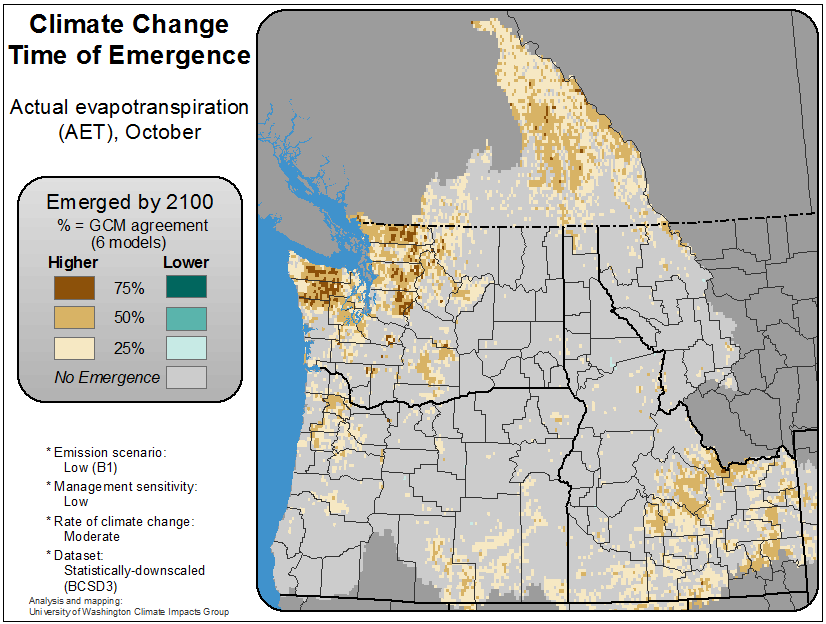 Climate Change
Time of Emergence
Actual evapotranspiration
(AET), October
Emerged by 2100
% = GCM agreement
(6 models)
Higher Lower
75%
50%
25%
No Emergence
* Emission scenario:
Low (B1)
* Management sensitivity:
Low
* Rate of climate change:
Moderate
* Dataset:
Statistically-downscaled
(BCSD3)
Analysis and mapping:
University of Washington Climate Impacts Group